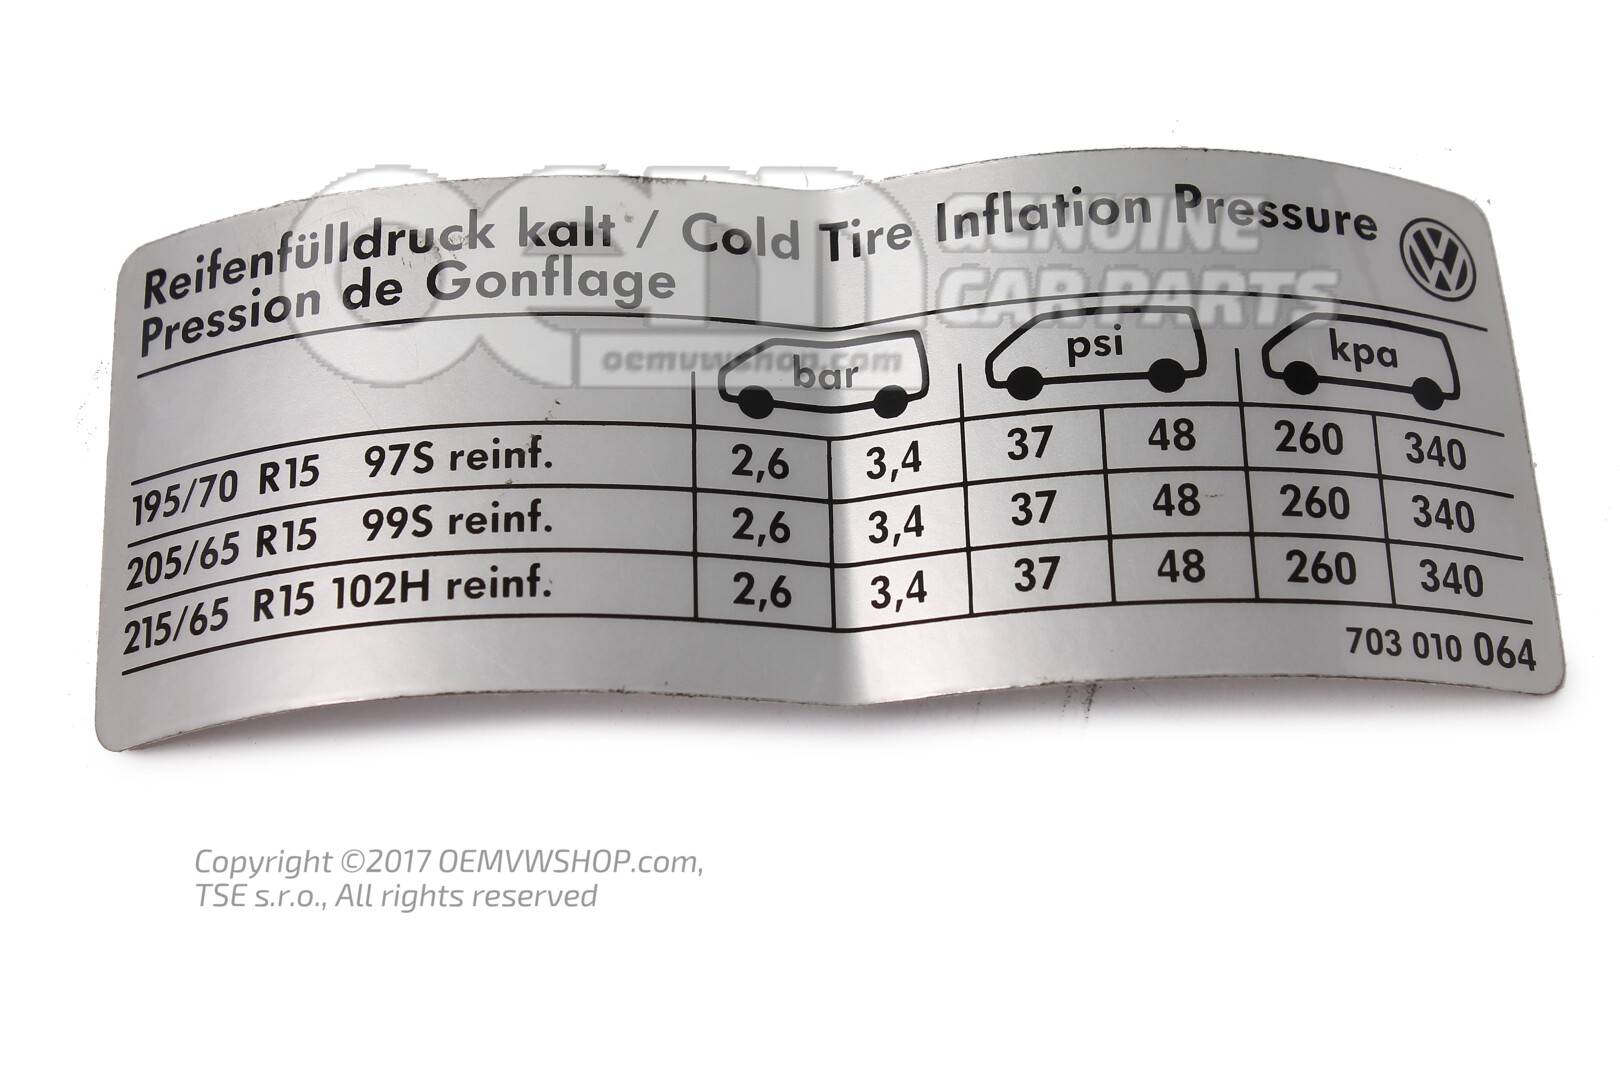 Reifenfülldruck kalt / Cold Tire Inflation Pressure
Pression de Gonflage
OEM GENUINE
CAR PARTS
oemvwshop.com
bar psi kpa
195/70 R15 97S reinf. 2,6 3,4 37 48 260 340
205/65 R15 99S reinf. 2,6 3,4 37 48 260 340
215/65 R15 102H reinf. 2,6 3,4 37 48 260 340
703 010 064
Copyright ©2017 OEMVWSHOP.com,
TSE s.r.o., All rights reserved